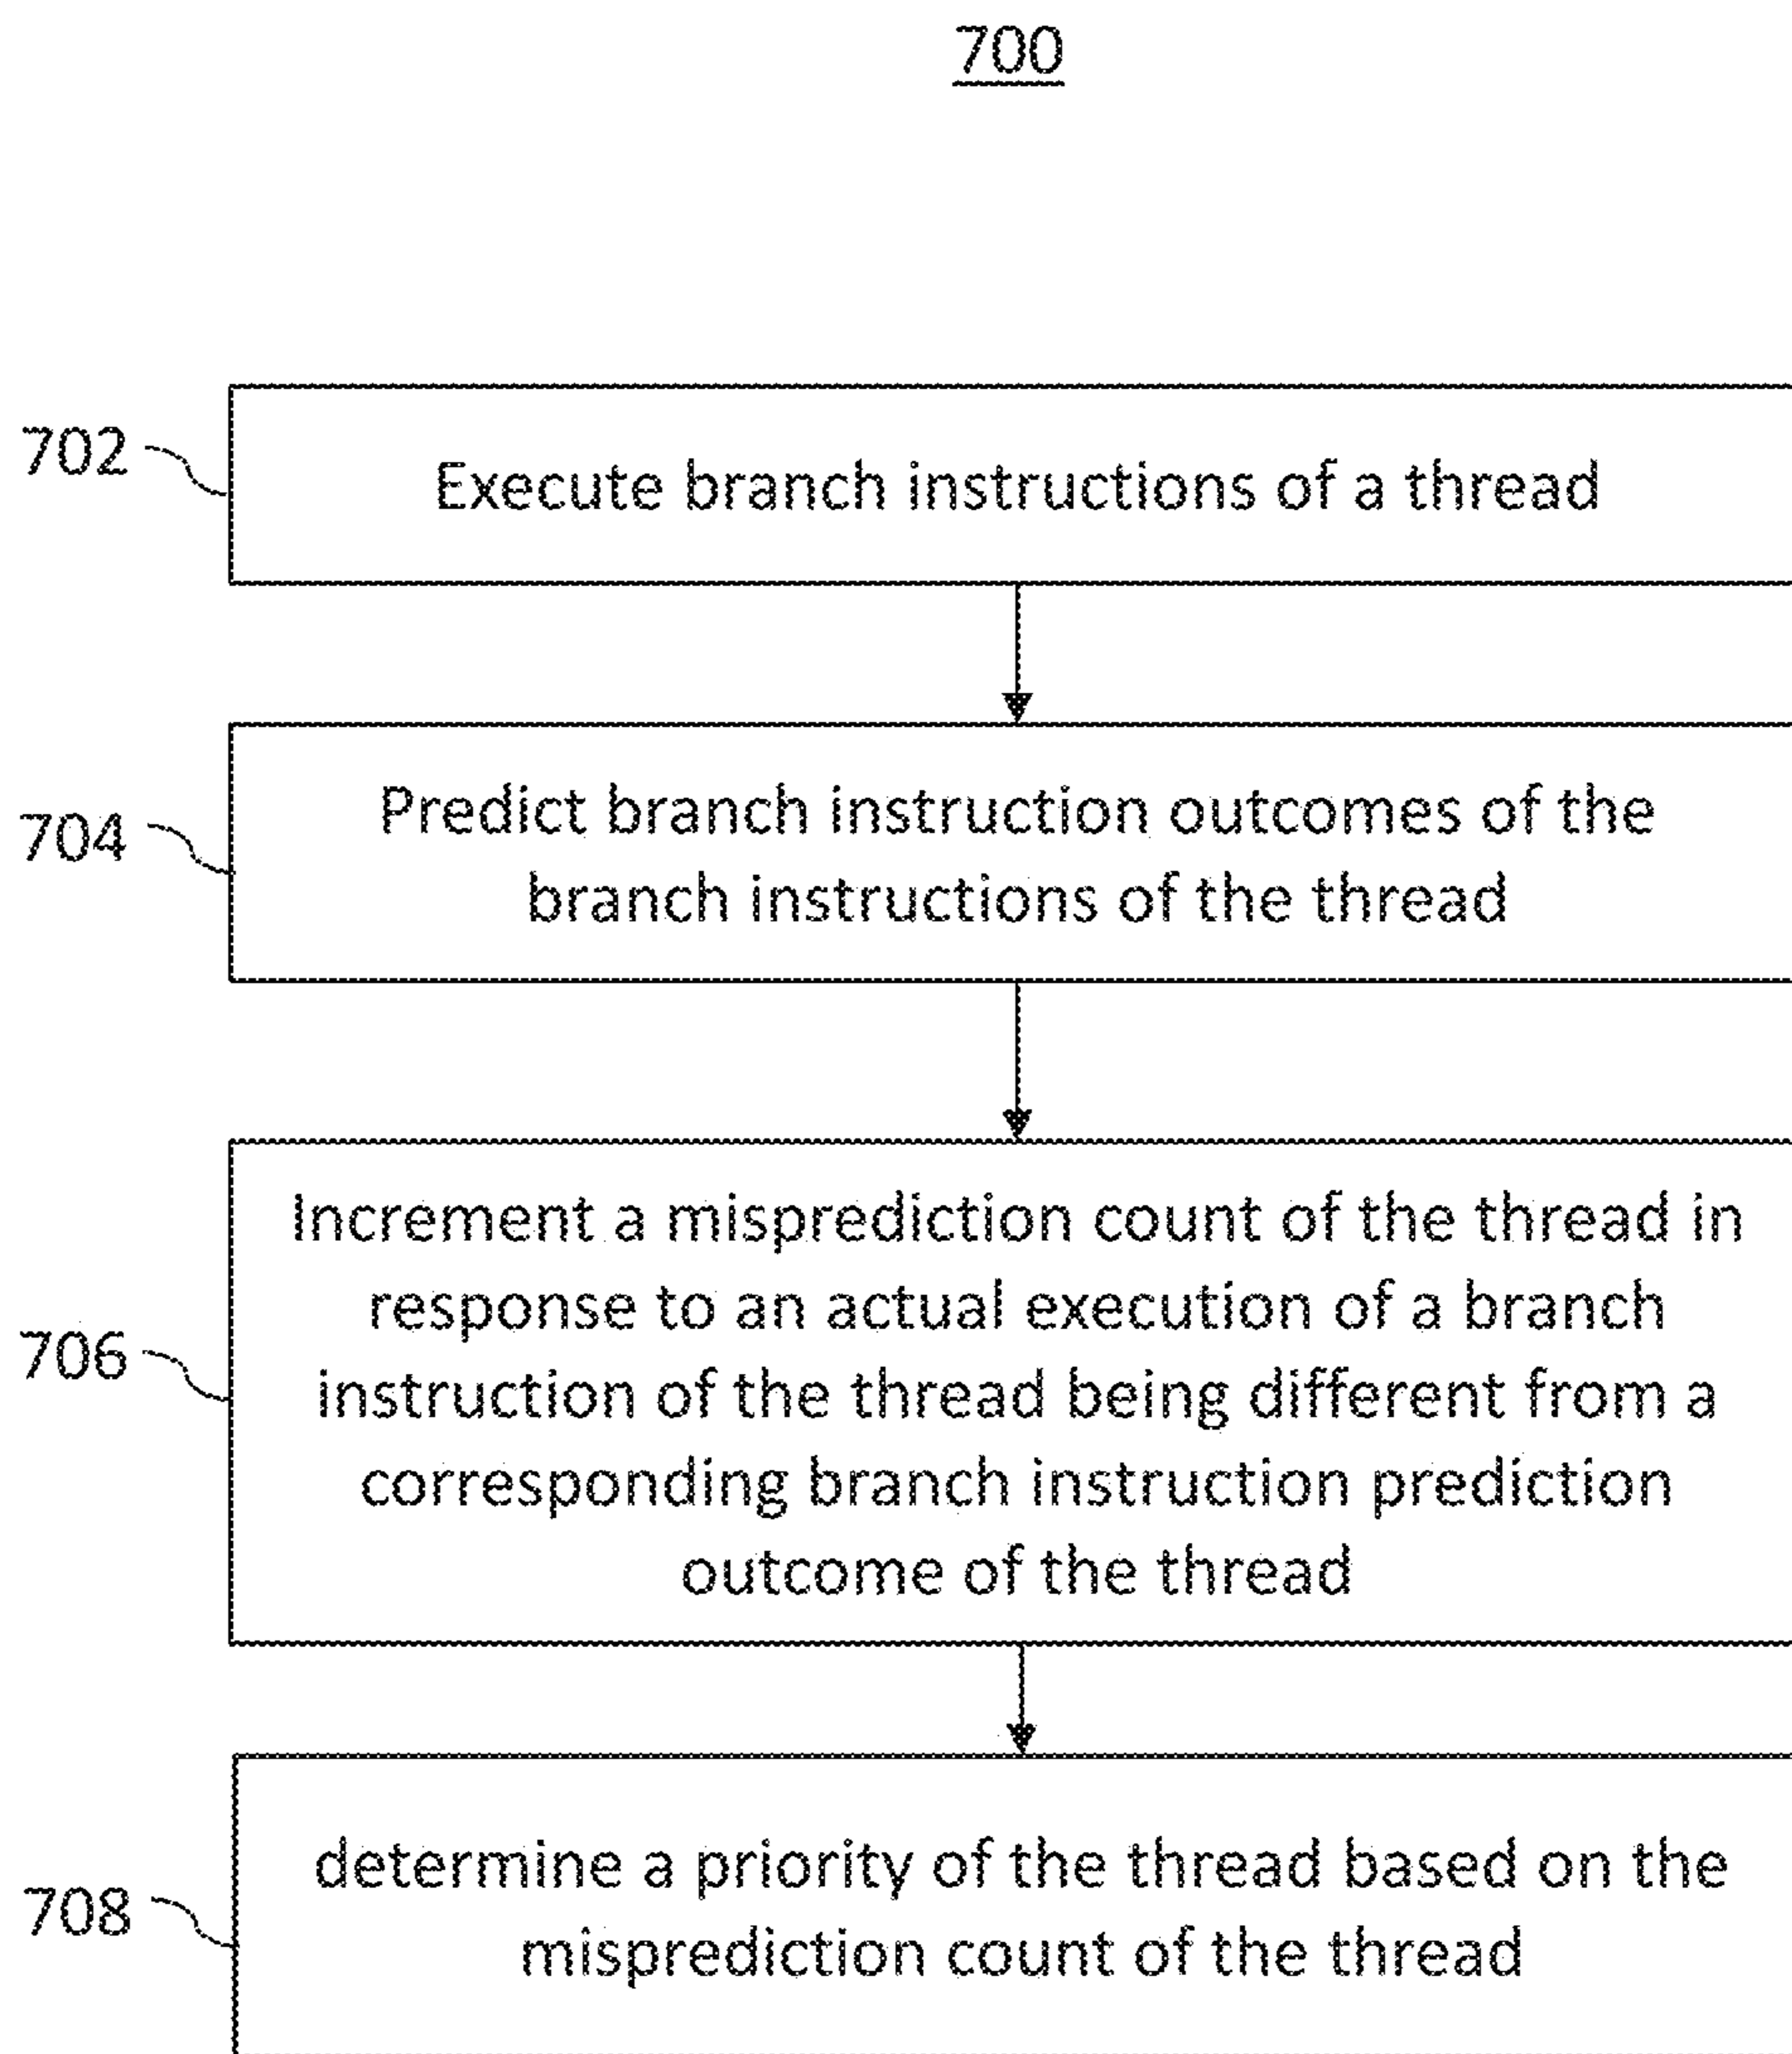 700
702
Execute branch instructions of a thread
704
Predict branch instruction outcomes of the
branch instructions of the thread
706
Increment a misprediction count of the thread in
response to an actual execution of a branch
instruction of the thread being different from a
corresponding branch instruction prediction
outcome of the thread
708
determine a priority of the thread based on the
misprediction count of the thread